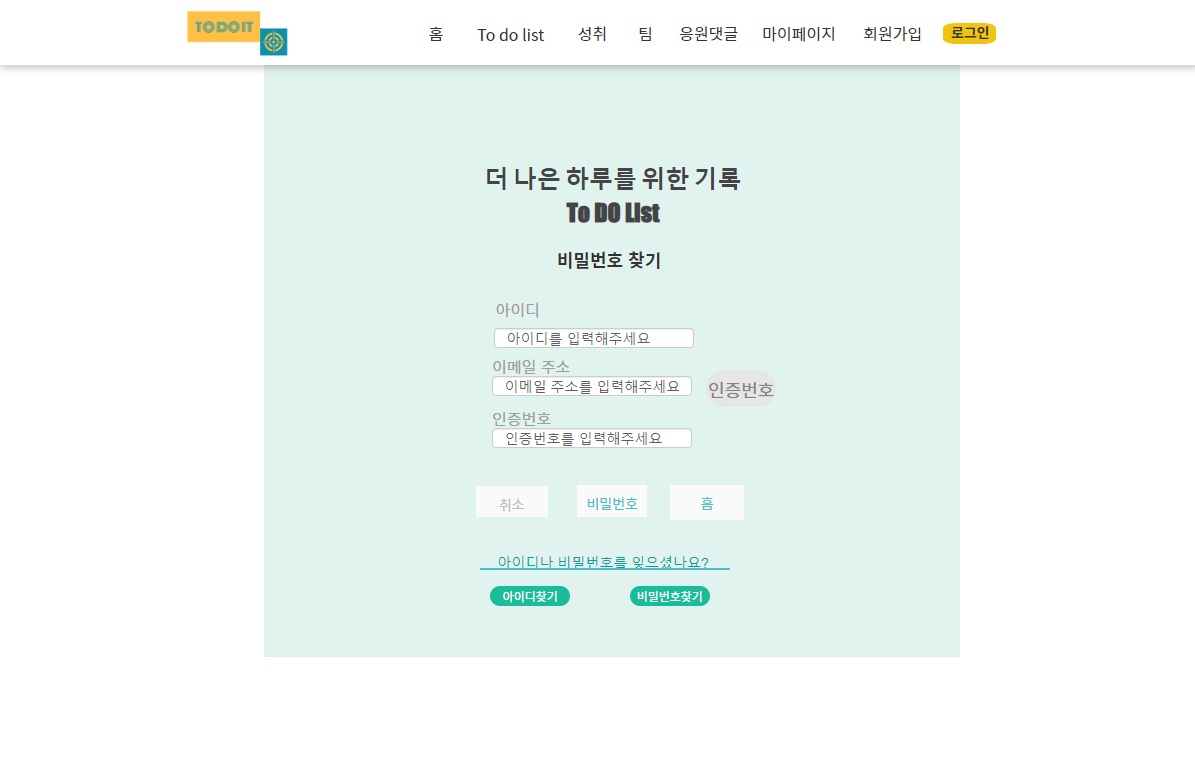 TODOIT
홈 To do list 성취 팀 응원댓글 마이페이지 회원가입 로그인
더 나은 하루를 위한 기록
To DO List
비밀번호 찾기
아이디
아이디를 입력해주세요
이메일 주소
이메일 주소를 입력해주세요 인증번호
인증번호
인증번호를 입력해주세요
취소 비밀번호 홈
아이디나 비밀번호를 잊으셨나요?
아이디찾기 비밀번호찾기